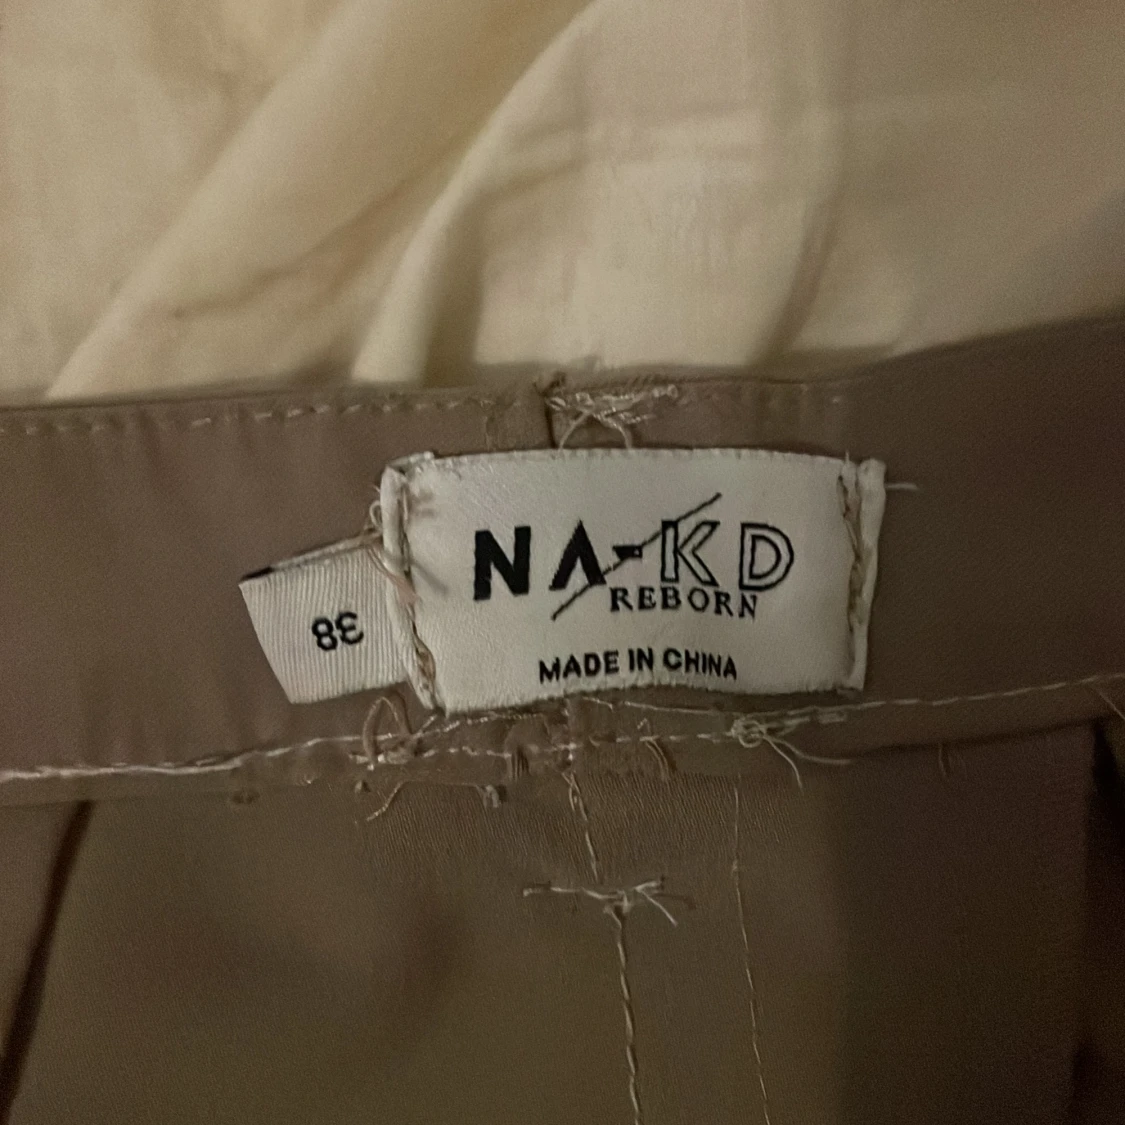 NA-KD
REBORN
MADE IN CHINA
38